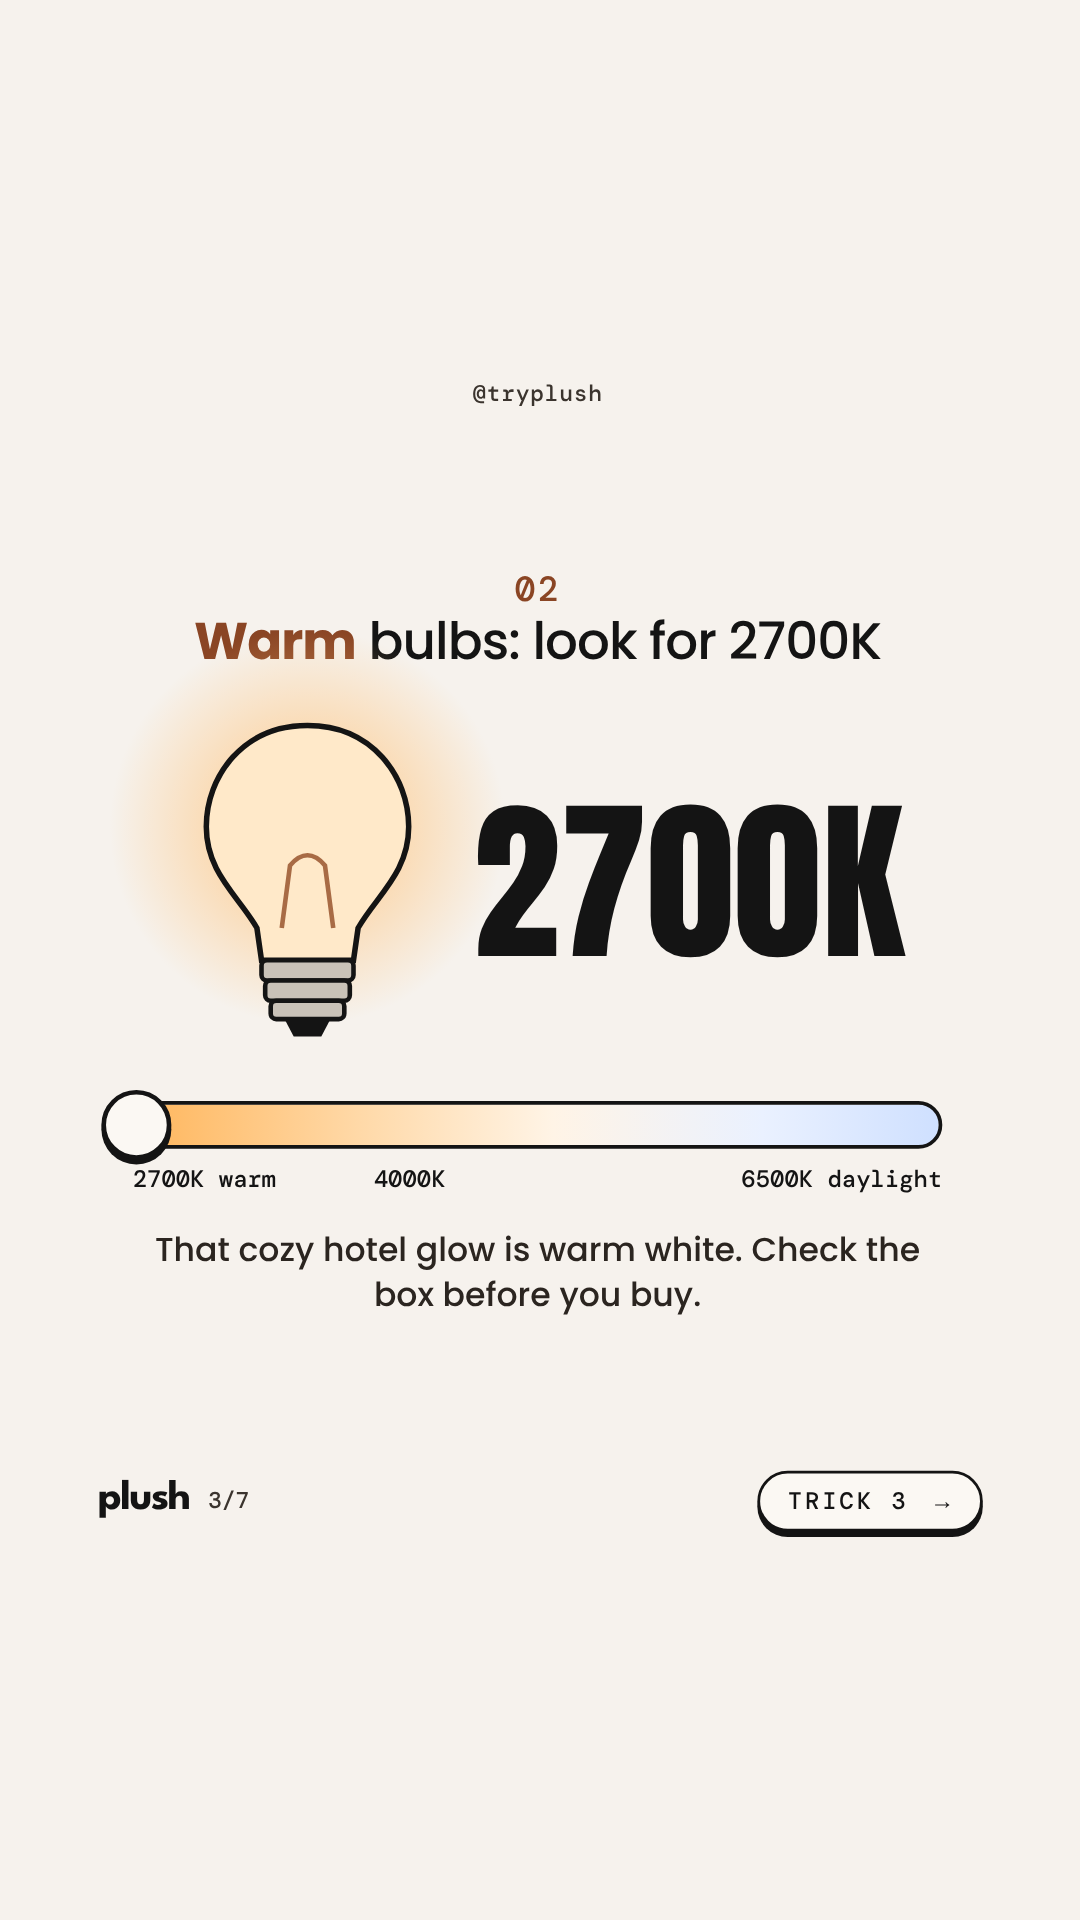 @tryplush
02
Warm bulbs: look for 2700K
2700K
2700K warm 4000K 6500K daylight
That cozy hotel glow is warm white. Check the
box before you buy.
plush 3/7 TRICK 3 →